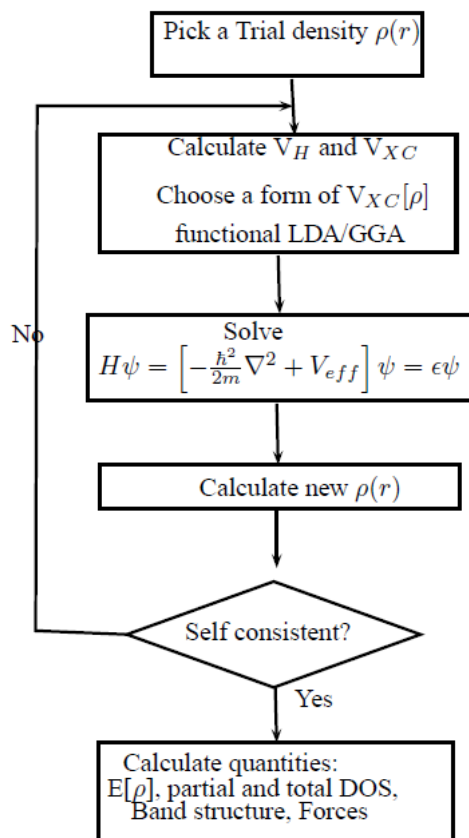 Pick a Trial density ρ(r)
Calculate V_H and V_XC
Choose a form of V_XC[ρ]
functional LDA/GGA
No
Solve
Hψ = [−ℏ²/2m ∇² + V_eff] ψ = ϵψ
Calculate new ρ(r)
Self consistent?
Yes
Calculate quantities:
E[ρ], partial and total DOS,
Band structure, Forces